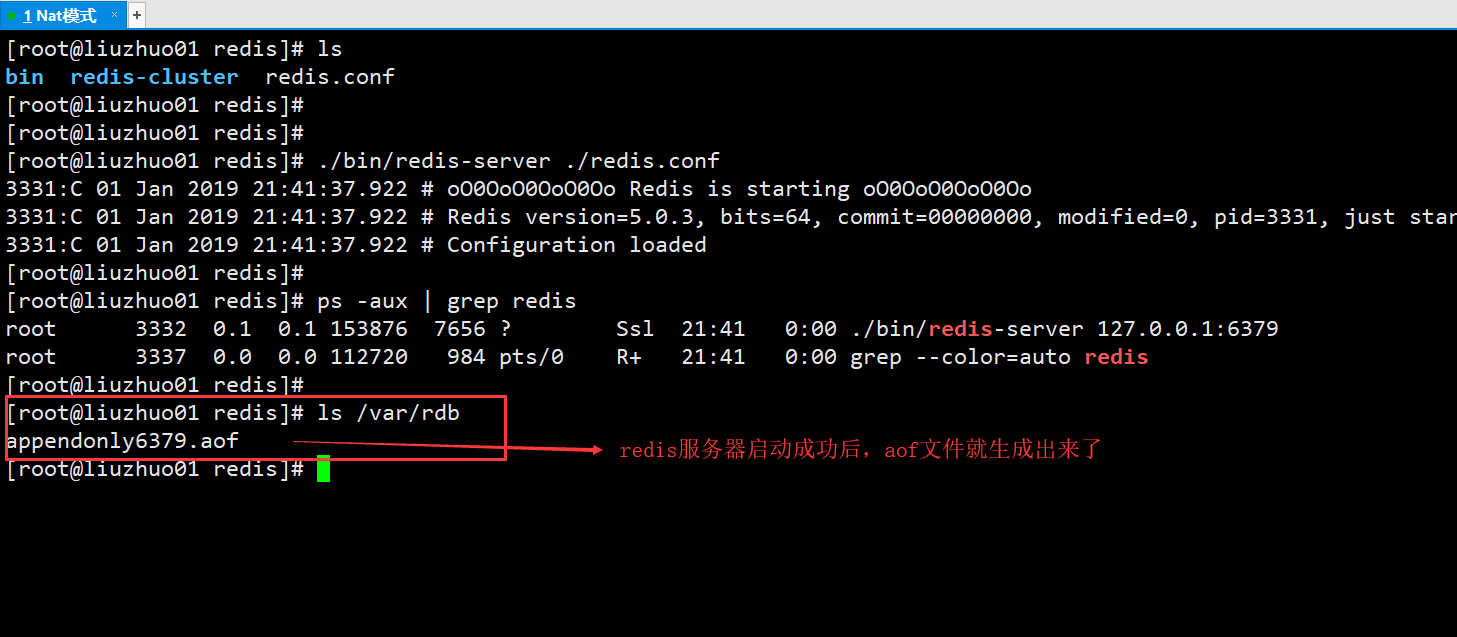 1 Nat模式 × +
[root@liuzhuo01 redis]# ls
bin  redis-cluster  redis.conf
[root@liuzhuo01 redis]#
[root@liuzhuo01 redis]#
[root@liuzhuo01 redis]# ./bin/redis-server ./redis.conf
3331:C 01 Jan 2019 21:41:37.922 # oO0OoO0OoO0Oo Redis is starting oO0OoO0OoO0Oo
3331:C 01 Jan 2019 21:41:37.922 # Redis version=5.0.3, bits=64, commit=00000000, modified=0, pid=3331, just star
3331:C 01 Jan 2019 21:41:37.922 # Configuration loaded
[root@liuzhuo01 redis]#
[root@liuzhuo01 redis]# ps -aux | grep redis
root      3332  0.1  0.1 153876  7656 ?        Ssl  21:41   0:00 ./bin/redis-server 127.0.0.1:6379
root      3337  0.0  0.0 112720   984 pts/0    R+   21:41   0:00 grep --color=auto redis
[root@liuzhuo01 redis]#
[root@liuzhuo01 redis]# ls /var/rdb
appendonly6379.aof
redis服务器启动成功后，aof文件就生成出来了
[root@liuzhuo01 redis]#